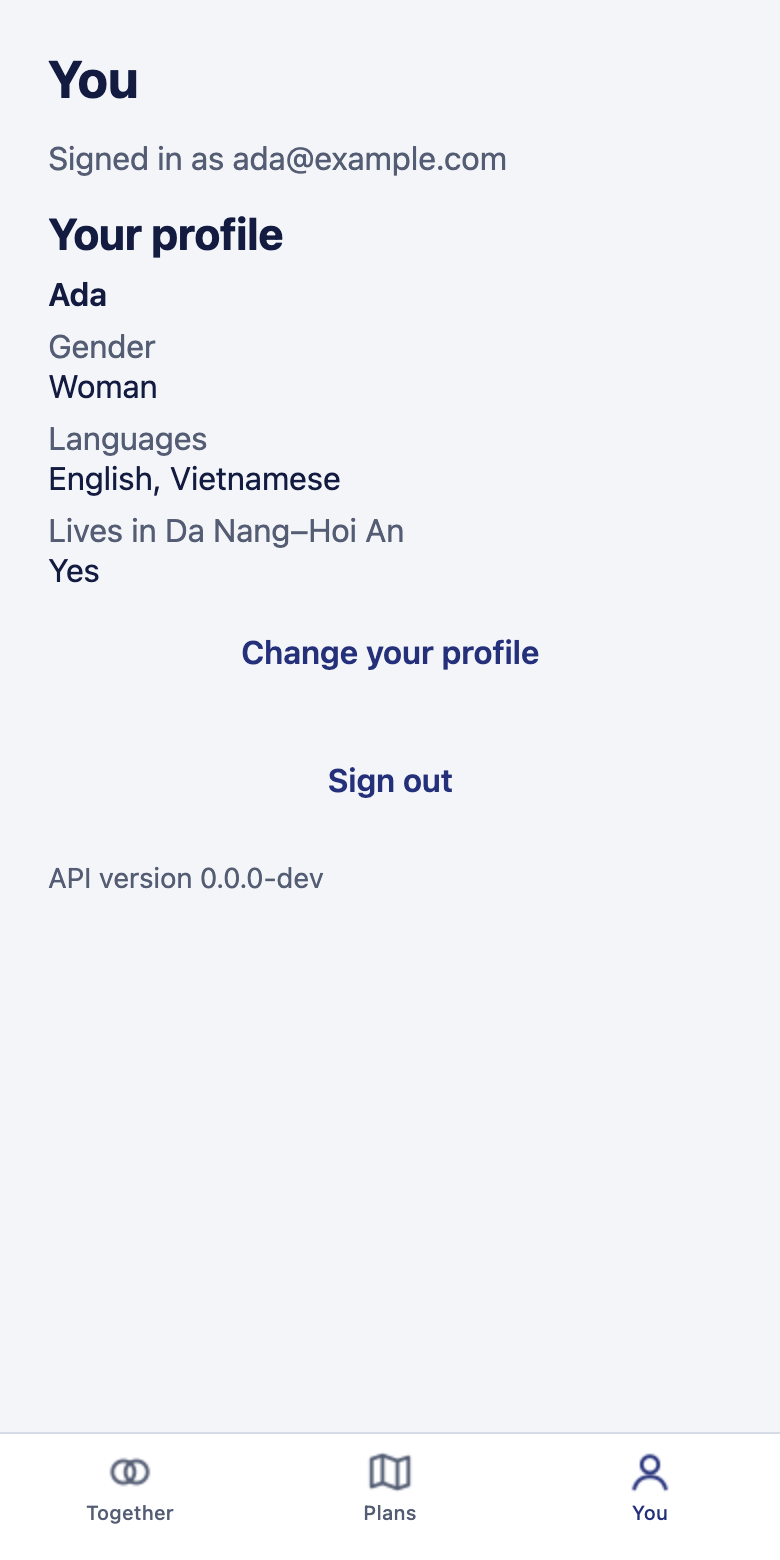 You
Signed in as ada@example.com
Your profile
Ada
Gender
Woman
Languages
English, Vietnamese
Lives in Da Nang–Hoi An
Yes
Change your profile
Sign out
API version 0.0.0-dev
Together
Plans
You